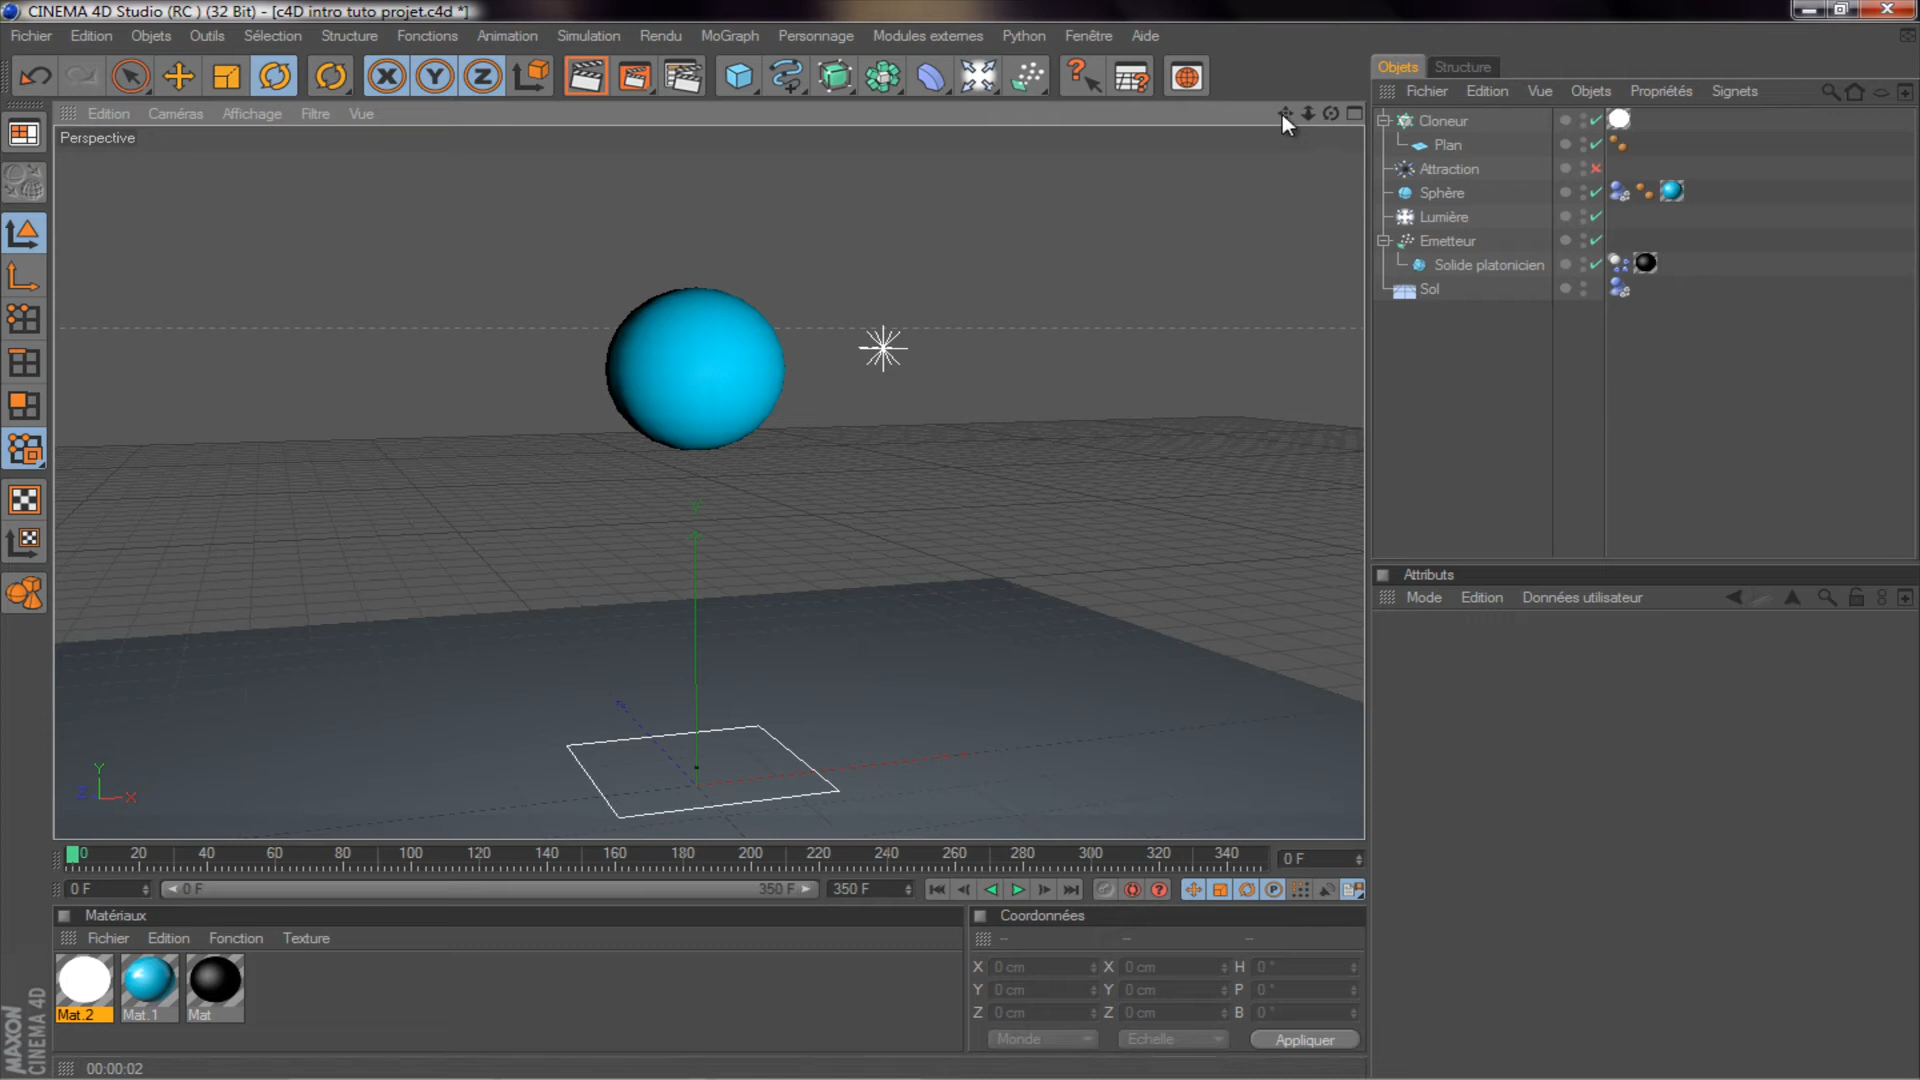 CINEMA 4D Studio (RC ) (32 Bit) - [c4D intro tuto projet.c4d *]
Fichier Edition Objets Outils Sélection Structure Fonctions Animation Simulation Rendu MoGraph Personnage Modules externes Python Fenêtre Aide
X Y Z
Objets Structure
Fichier Edition Vue Objets Propriétés Signets
Edition Caméras Affichage Filtre Vue
Perspective
Cloneur
Plan
Attraction
Sphère
Lumière
Emetteur
Solide platonicien
Sol
Attributs
Mode Edition Données utilisateur
Y
Y
Z X
0 20 40 60 80 100 120 140 160 180 200 220 240 260 280 300 320 340 0 F
0 F 0 F 350 F 350 F
Matériaux
Fichier Edition Fonction Texture
Mat.2 Mat.1 Mat
Coordonnées
-- -- --
X 0 cm X 0 cm H 0 °
Y 0 cm Y 0 cm P 0 °
Z 0 cm Z 0 cm B 0 °
Monde Echelle Appliquer
MAXON
CINEMA 4D
00:00:02